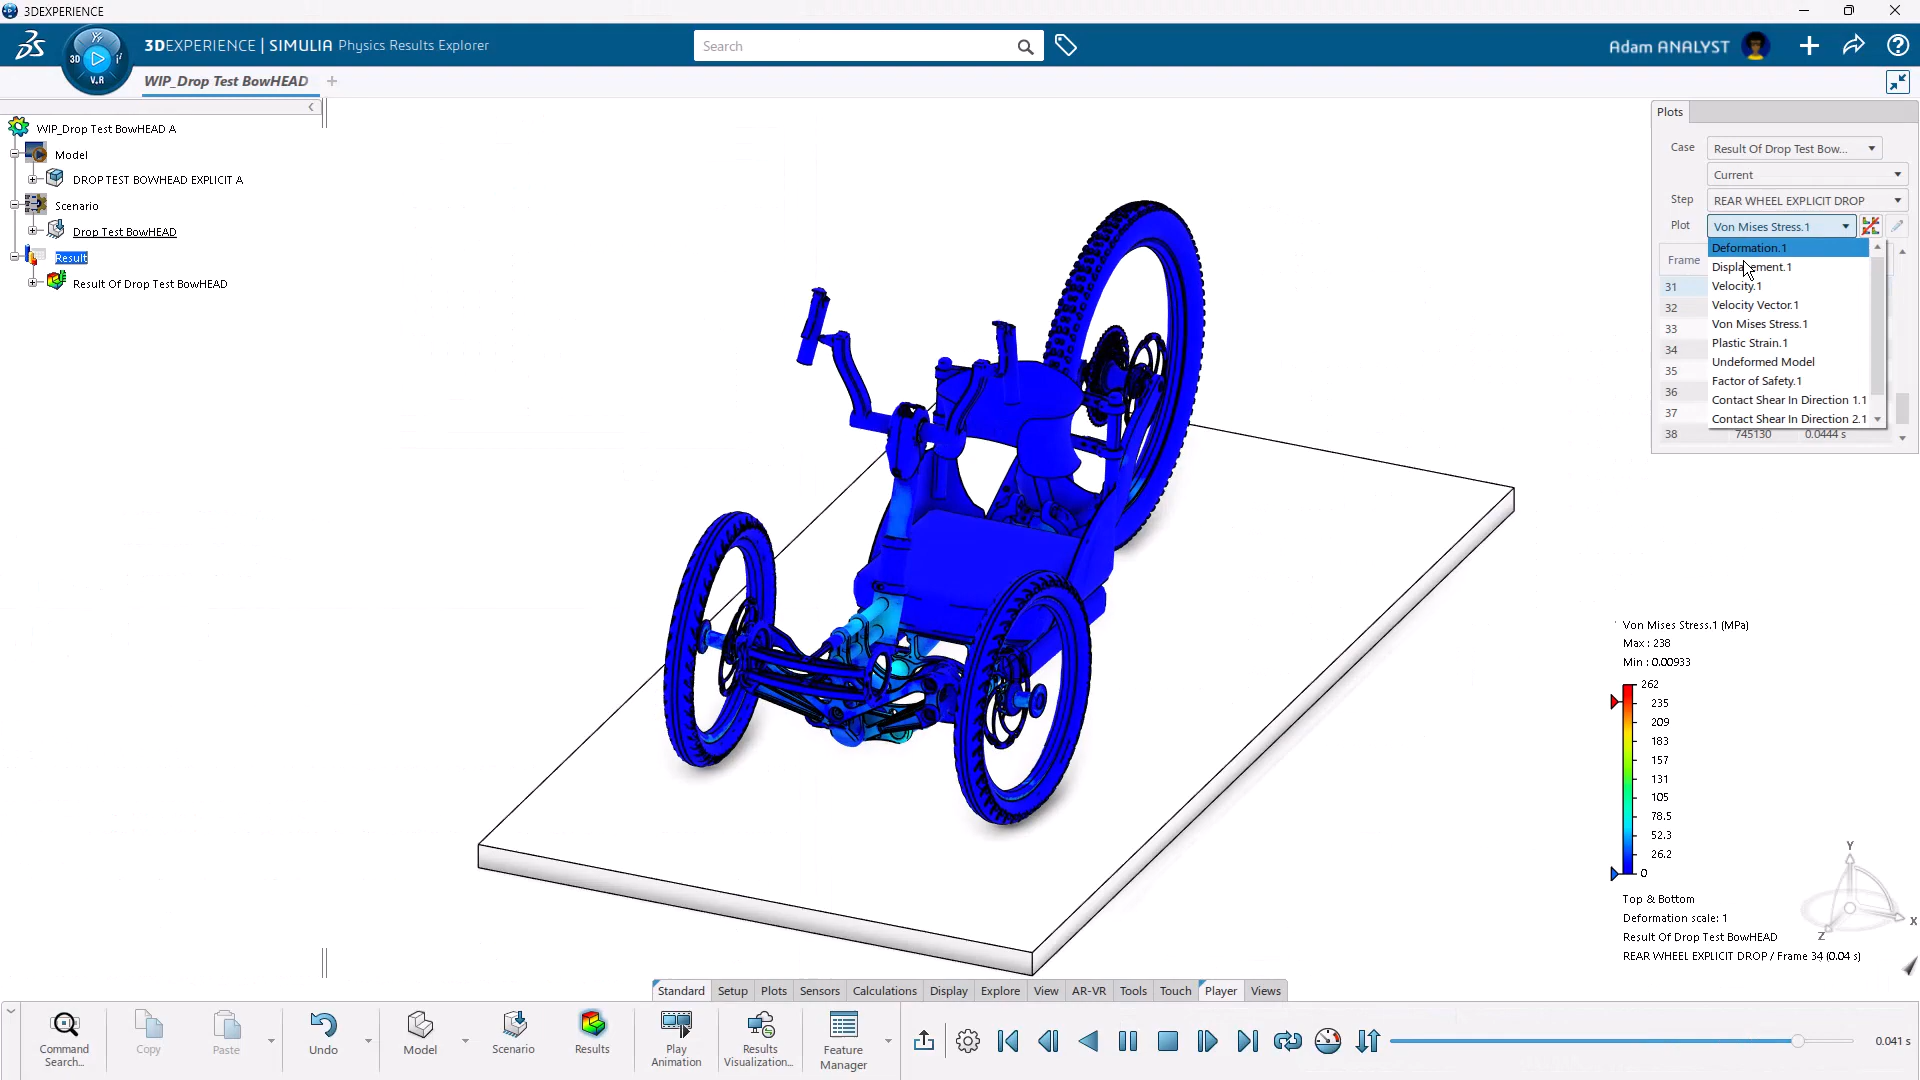 3DEXPERIENCE
3DEXPERIENCE | SIMULIA Physics Results Explorer
3D
V.R
Search
Adam ANALYST
WIP_Drop Test BowHEAD
WIP_Drop Test BowHEAD A
Model
DROP TEST BOWHEAD EXPLICIT A
Scenario
Drop Test BowHEAD
Result
Result Of Drop Test BowHEAD
Plots
Case
Result Of Drop Test Bow...
Current
Step
REAR WHEEL EXPLICIT DROP
Plot
Von Mises Stress.1
Frame
Deformation.1
Displacement.1
Velocity.1
Velocity Vector.1
Von Mises Stress.1
Plastic Strain.1
Undeformed Model
Factor of Safety.1
Contact Shear In Direction 1.1
Contact Shear In Direction 2.1
31
32
33
34
35
36
37
38 745130 0.0444 s
Von Mises Stress.1 (MPa)
Max : 238
Min : 0.00933
262
235
209
183
157
131
105
78.5
52.3
26.2
0
Top & Bottom
Deformation scale: 1
Result Of Drop Test BowHEAD
REAR WHEEL EXPLICIT DROP / Frame 34 (0.04 s)
Y
X
Z
Standard Setup Plots Sensors Calculations Display Explore View AR-VR Tools Touch Player Views
Command Search...
Copy
Paste
Undo
Model
Scenario
Results
Play Animation
Results Visualization...
Feature Manager
0.041 s